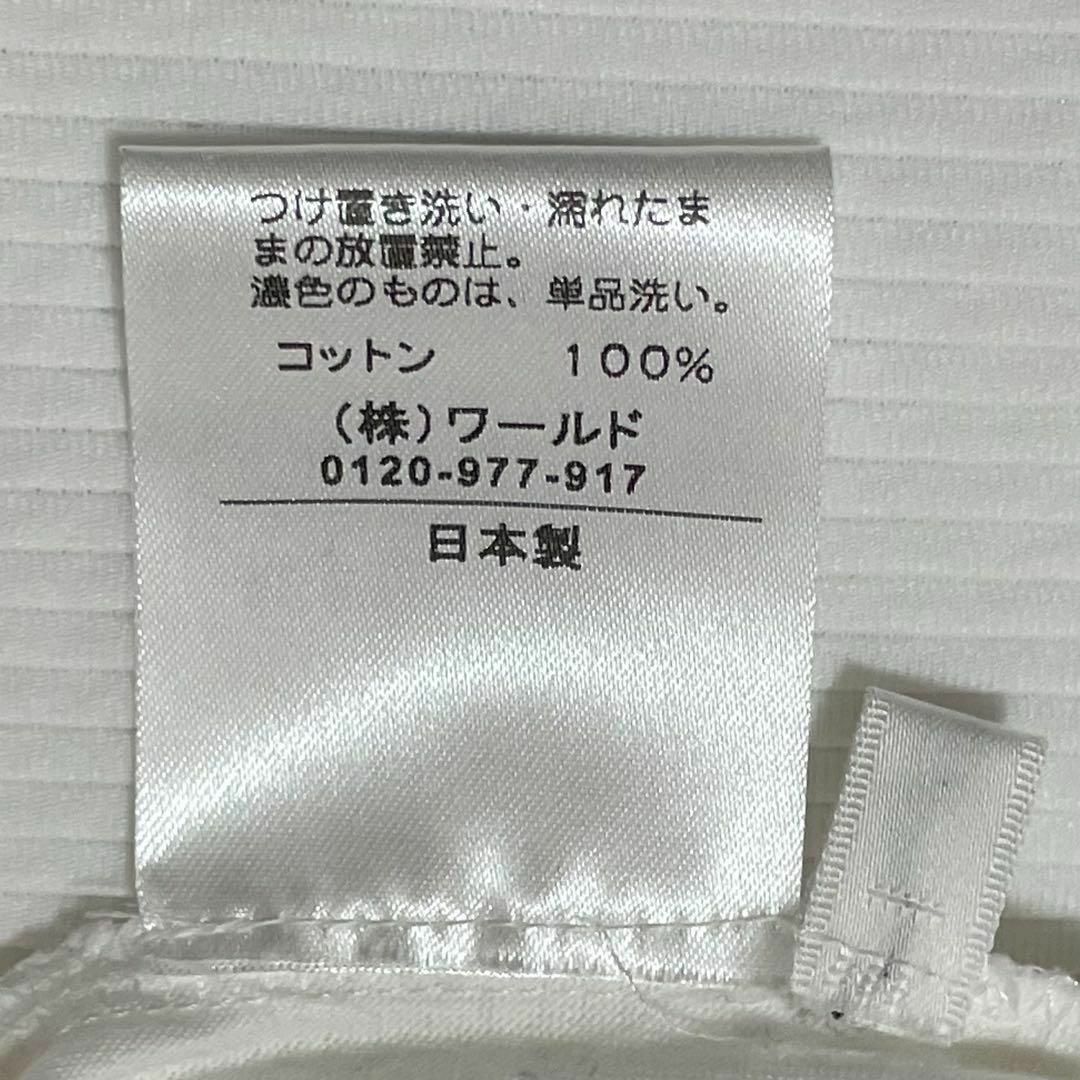 つけ置き洗い・濡れたま
まの放置禁止。
濃色のものは、単品洗い。
コットン　　　100%
(株)ワールド
0120-977-917
日本製